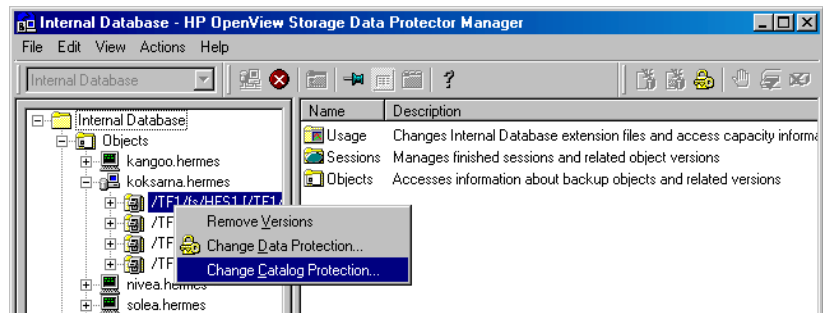 Internal Database - HP OpenView Storage Data Protector Manager
File Edit View Actions Help
Internal Database
Name Description
Internal Database
Objects
kangoo.hermes
koksarna.hermes
/TF1/fs/HFS1 [/TF1/
/TF
/TF
/TF
nivea.hermes
solea.hermes
Usage Changes Internal Database extension files and access capacity informa
Sessions Manages finished sessions and related object versions
Objects Accesses information about backup objects and related versions
Remove Versions
Change Data Protection...
Change Catalog Protection...